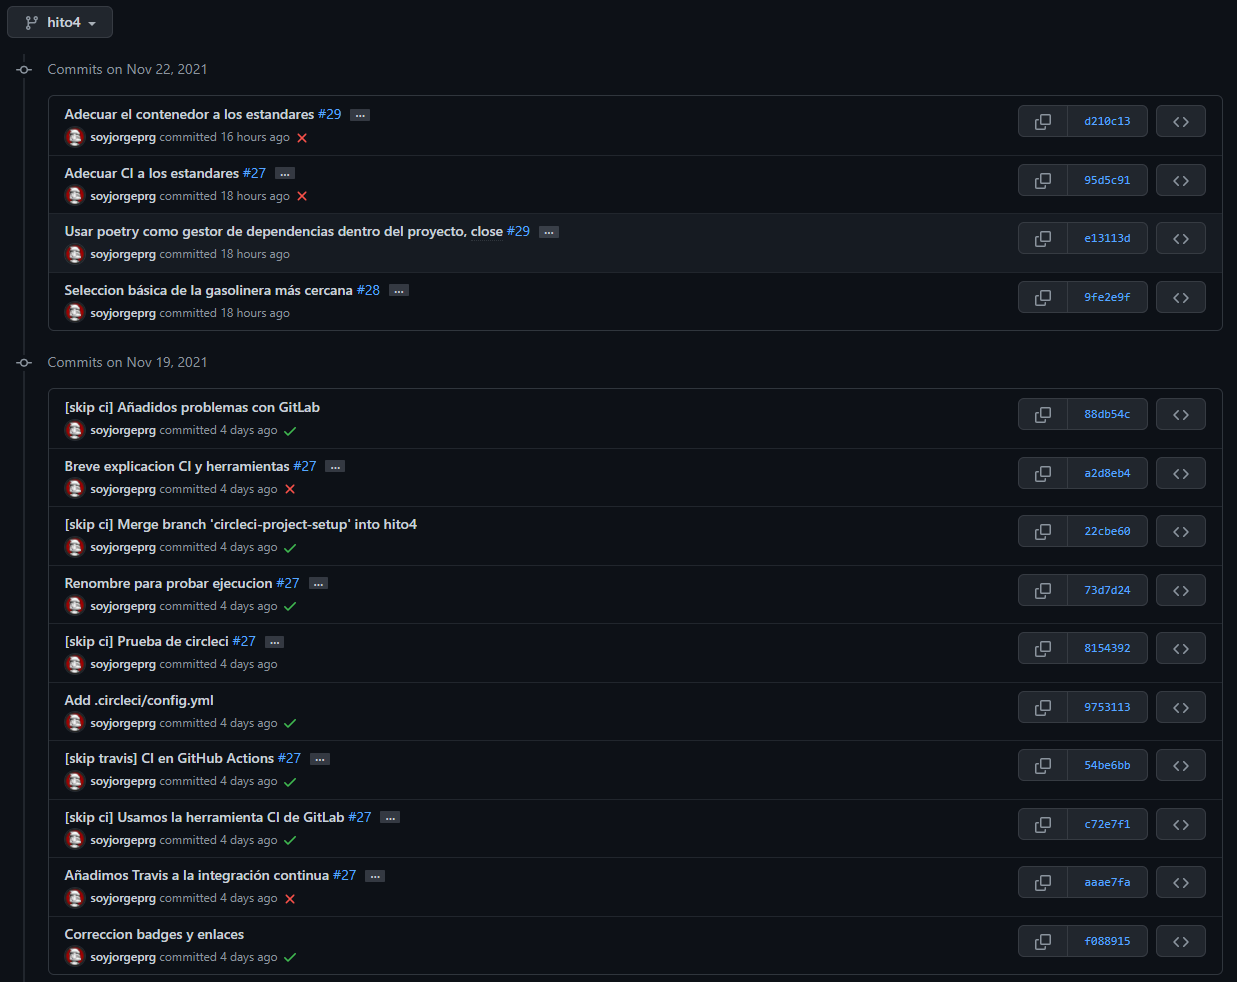 hito4
Commits on Nov 22, 2021
Adecuar el contenedor a los estandares #29 ...
d210c13
soyjorgeprg committed 16 hours ago
Adecuar CI a los estandares #27 ...
95d5c91
soyjorgeprg committed 18 hours ago
Usar poetry como gestor de dependencias dentro del proyecto, close #29 ...
e13113d
soyjorgeprg committed 18 hours ago
Seleccion básica de la gasolinera más cercana #28 ...
9fe2e9f
soyjorgeprg committed 18 hours ago
Commits on Nov 19, 2021
[skip ci] Añadidos problemas con GitLab
88db54c
soyjorgeprg committed 4 days ago
Breve explicacion CI y herramientas #27 ...
a2d8eb4
soyjorgeprg committed 4 days ago
[skip ci] Merge branch 'circleci-project-setup' into hito4
22cbe60
soyjorgeprg committed 4 days ago
Renombre para probar ejecucion #27 ...
73d7d24
soyjorgeprg committed 4 days ago
[skip ci] Prueba de circleci #27 ...
8154392
soyjorgeprg committed 4 days ago
Add .circleci/config.yml
9753113
soyjorgeprg committed 4 days ago
[skip travis] CI en GitHub Actions #27 ...
54be6bb
soyjorgeprg committed 4 days ago
[skip ci] Usamos la herramienta CI de GitLab #27 ...
c72e7f1
soyjorgeprg committed 4 days ago
Añadimos Travis a la integración continua #27 ...
aaae7fa
soyjorgeprg committed 4 days ago
Correccion badges y enlaces
f088915
soyjorgeprg committed 4 days ago